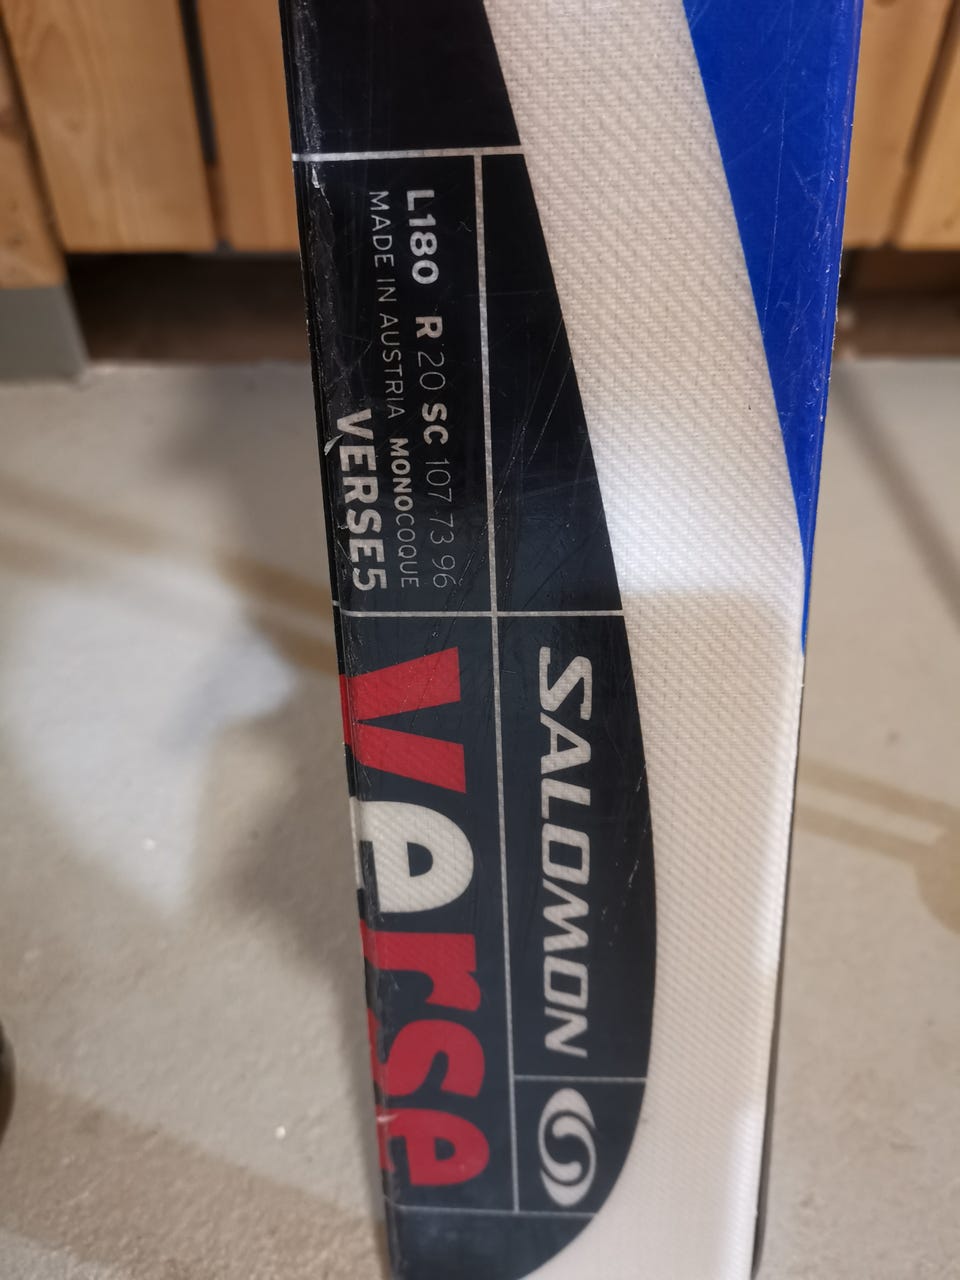 L180 R 20 SC 107 73 96
MADE IN AUSTRIA MONOCOQUE
VERSE5
SALOMON
verse